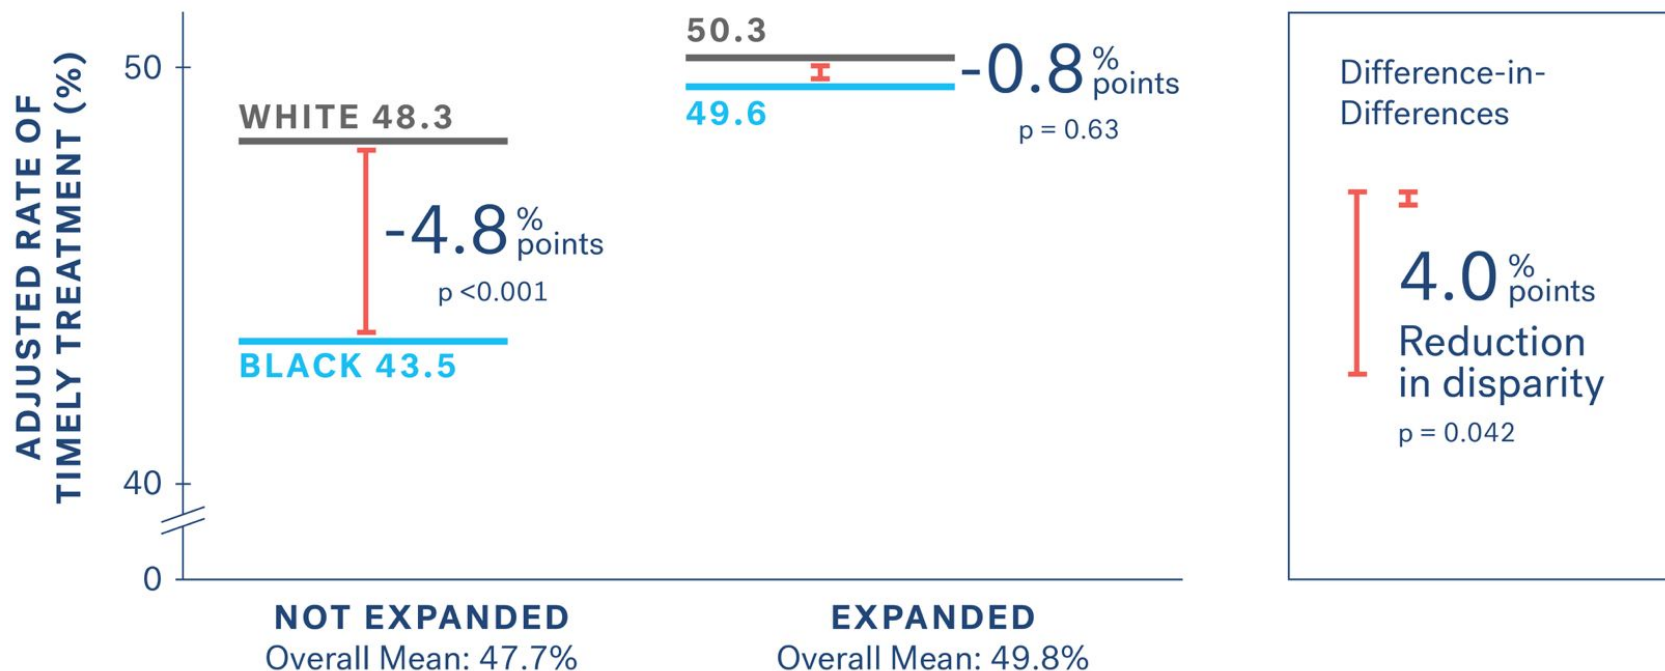 ADJUSTED RATE OF
TIMELY TREATMENT (%)
50
40
0
WHITE 48.3
-4.8 % points
p <0.001
BLACK 43.5
50.3
-0.8 % points
49.6
p = 0.63
NOT EXPANDED
Overall Mean: 47.7%
EXPANDED
Overall Mean: 49.8%
Difference-in-
Differences
4.0 % points
Reduction
in disparity
p = 0.042